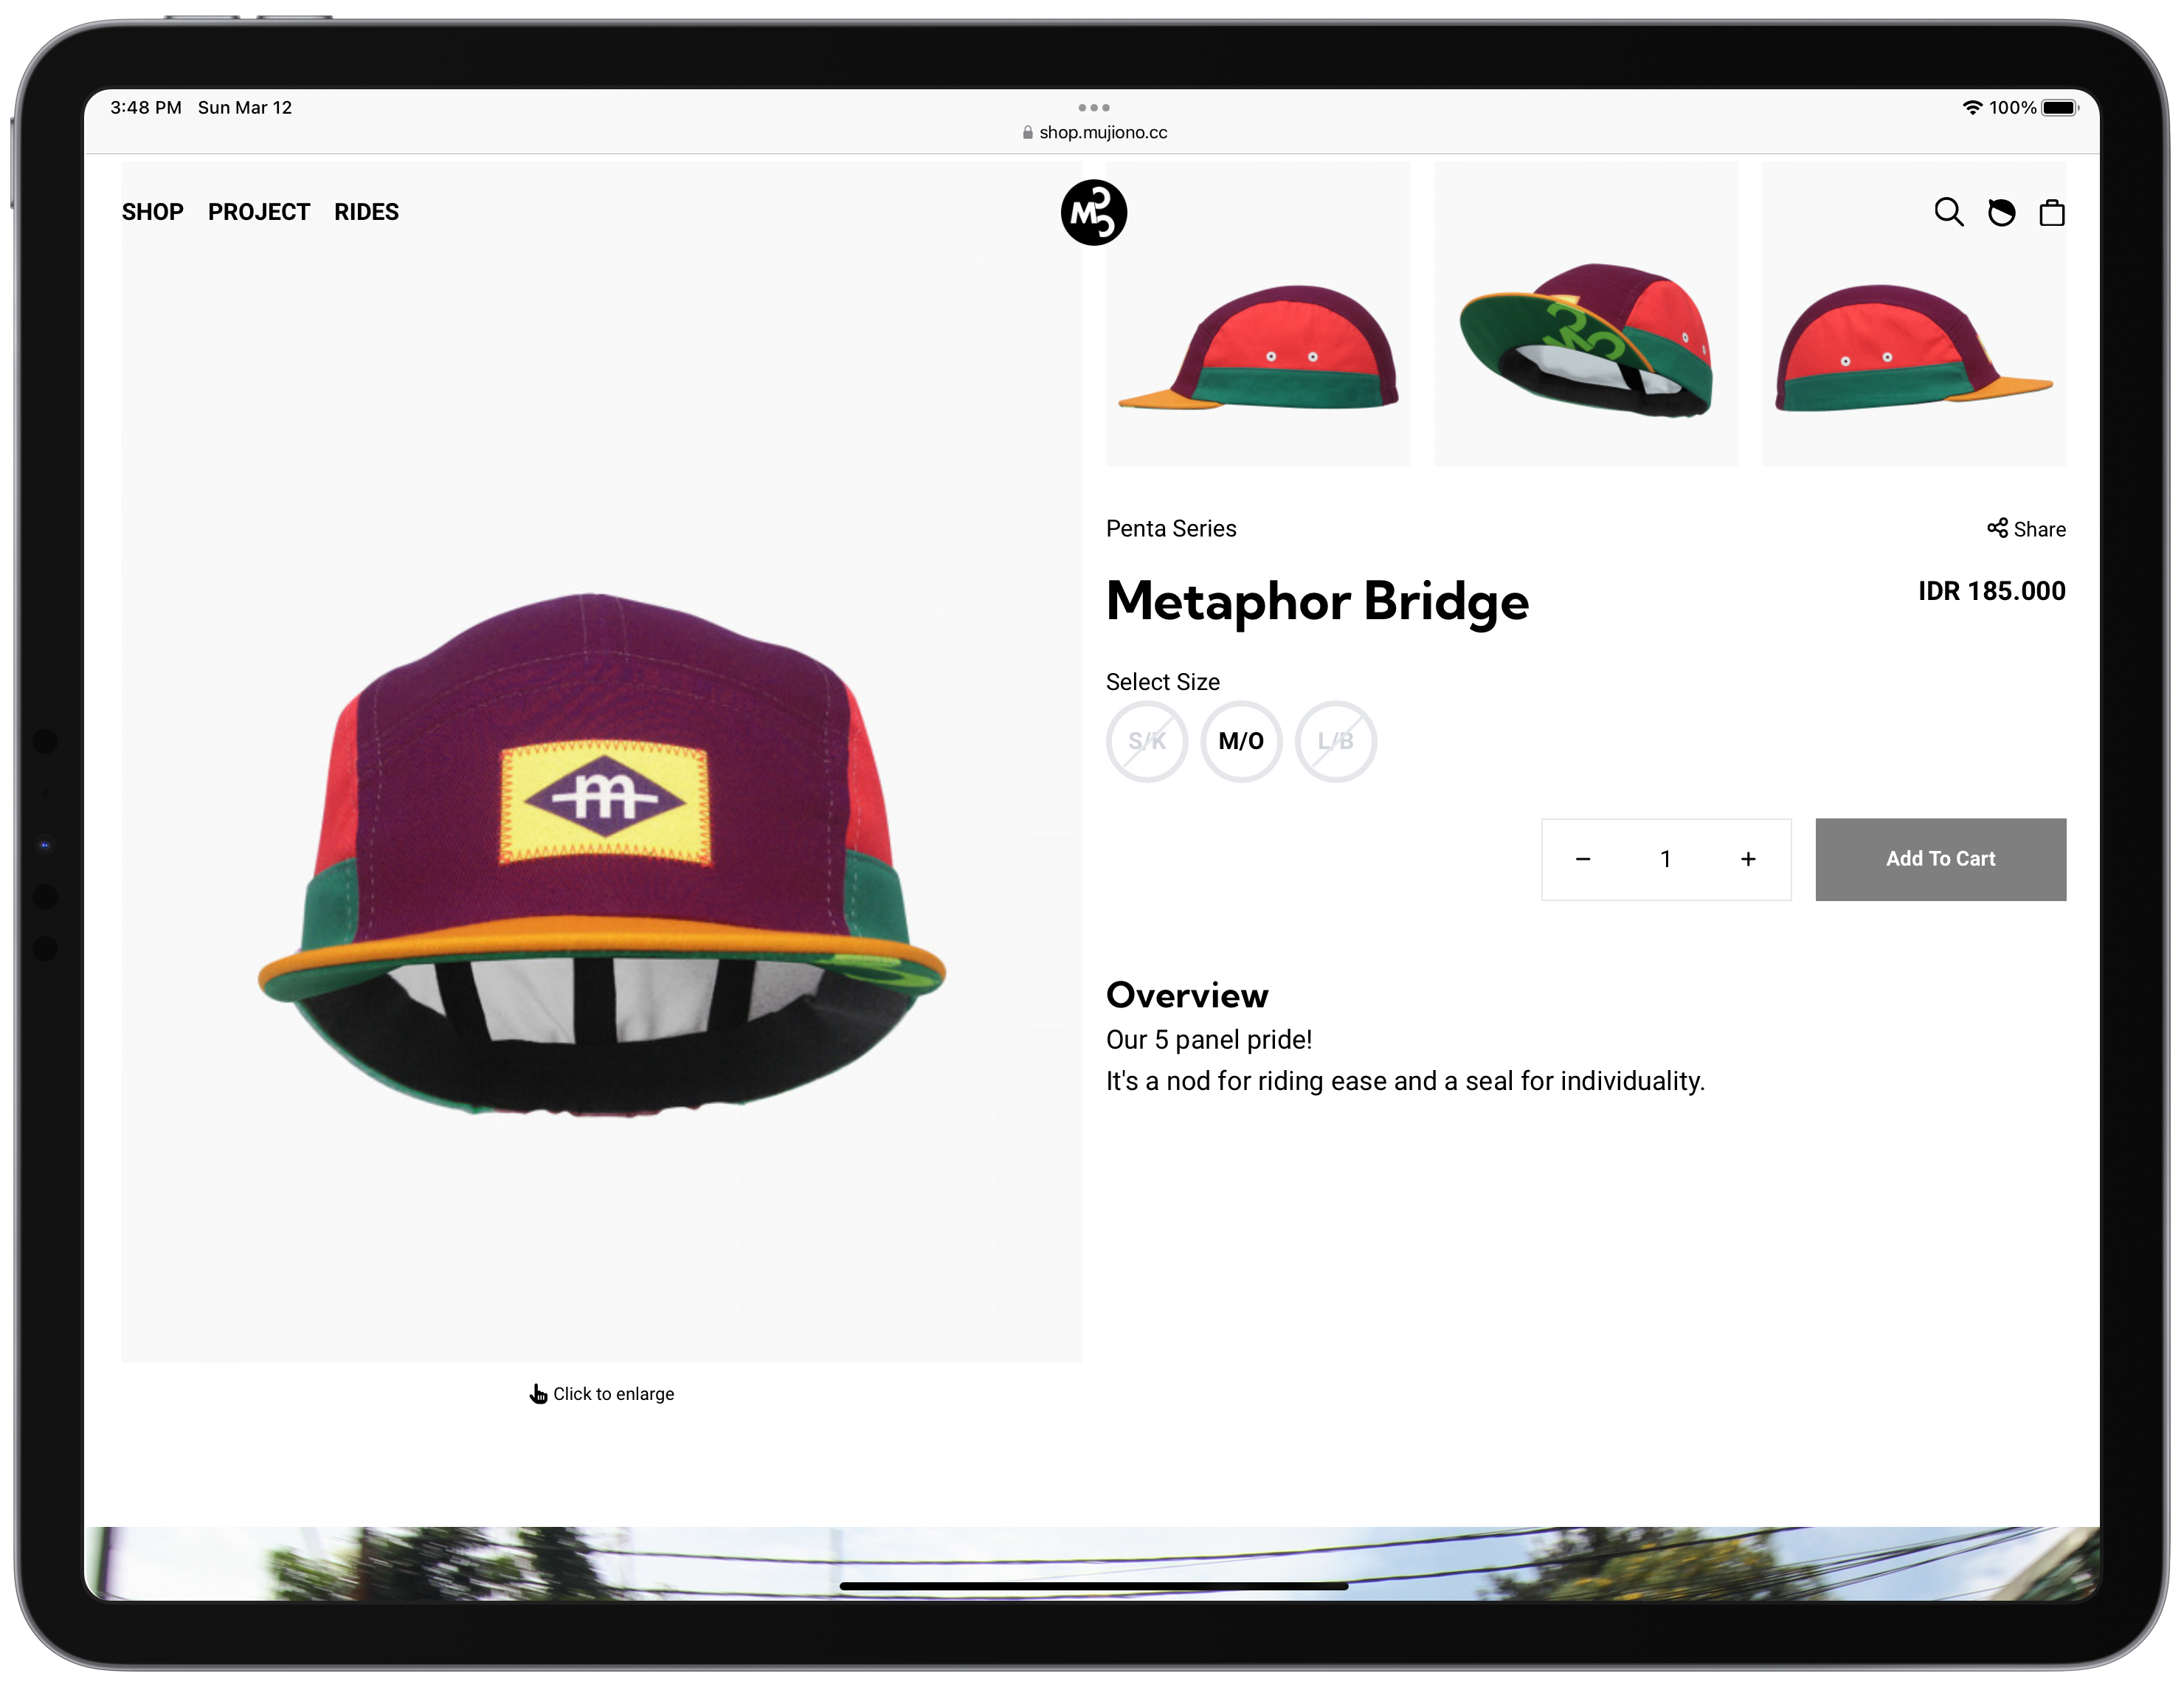 3:48 PM Sun Mar 12
100%
shop.mujiono.cc
SHOP PROJECT RIDES
Penta Series
Share
Metaphor Bridge
IDR 185.000
Select Size
S/K M/O L/B
− 1 + Add To Cart
Overview
Our 5 panel pride!
It's a nod for riding ease and a seal for individuality.
m
Click to enlarge